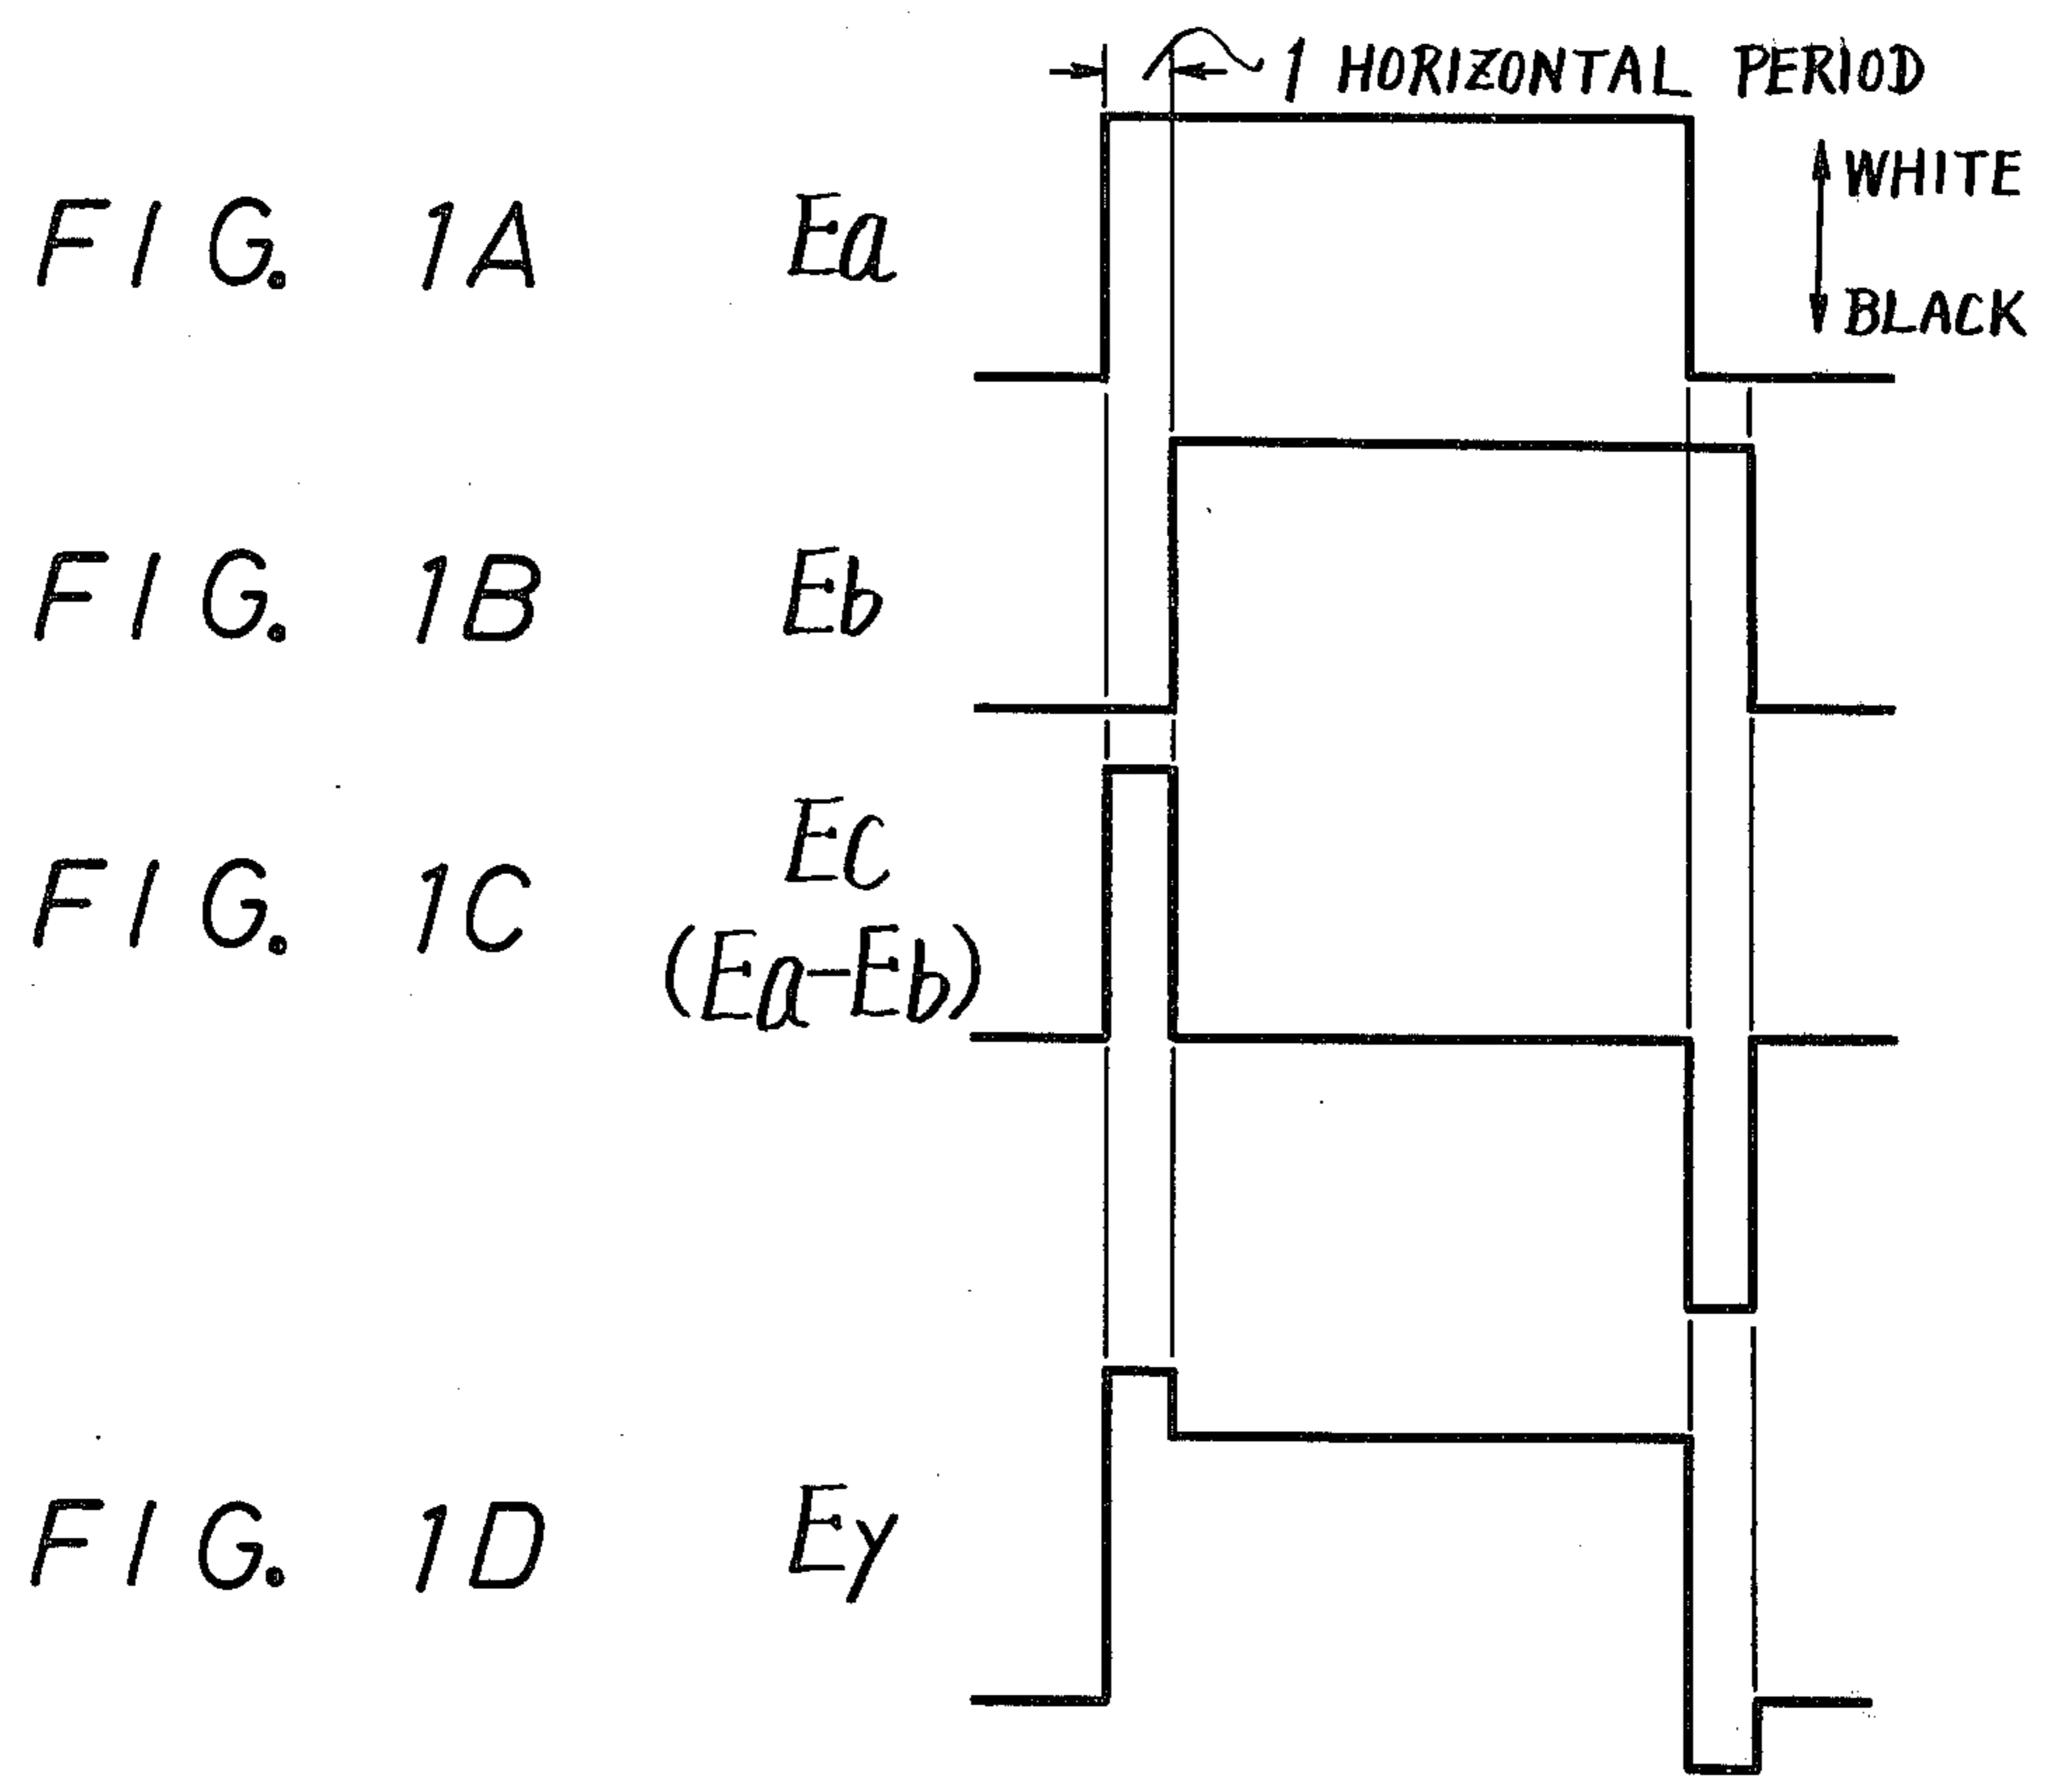 1 HORIZONTAL PERIOD
WHITE
FIG. 1A Ea
BLACK
FIG. 1B Eb
FIG. 1C Ec
(Ea-Eb)
FIG. 1D Ey